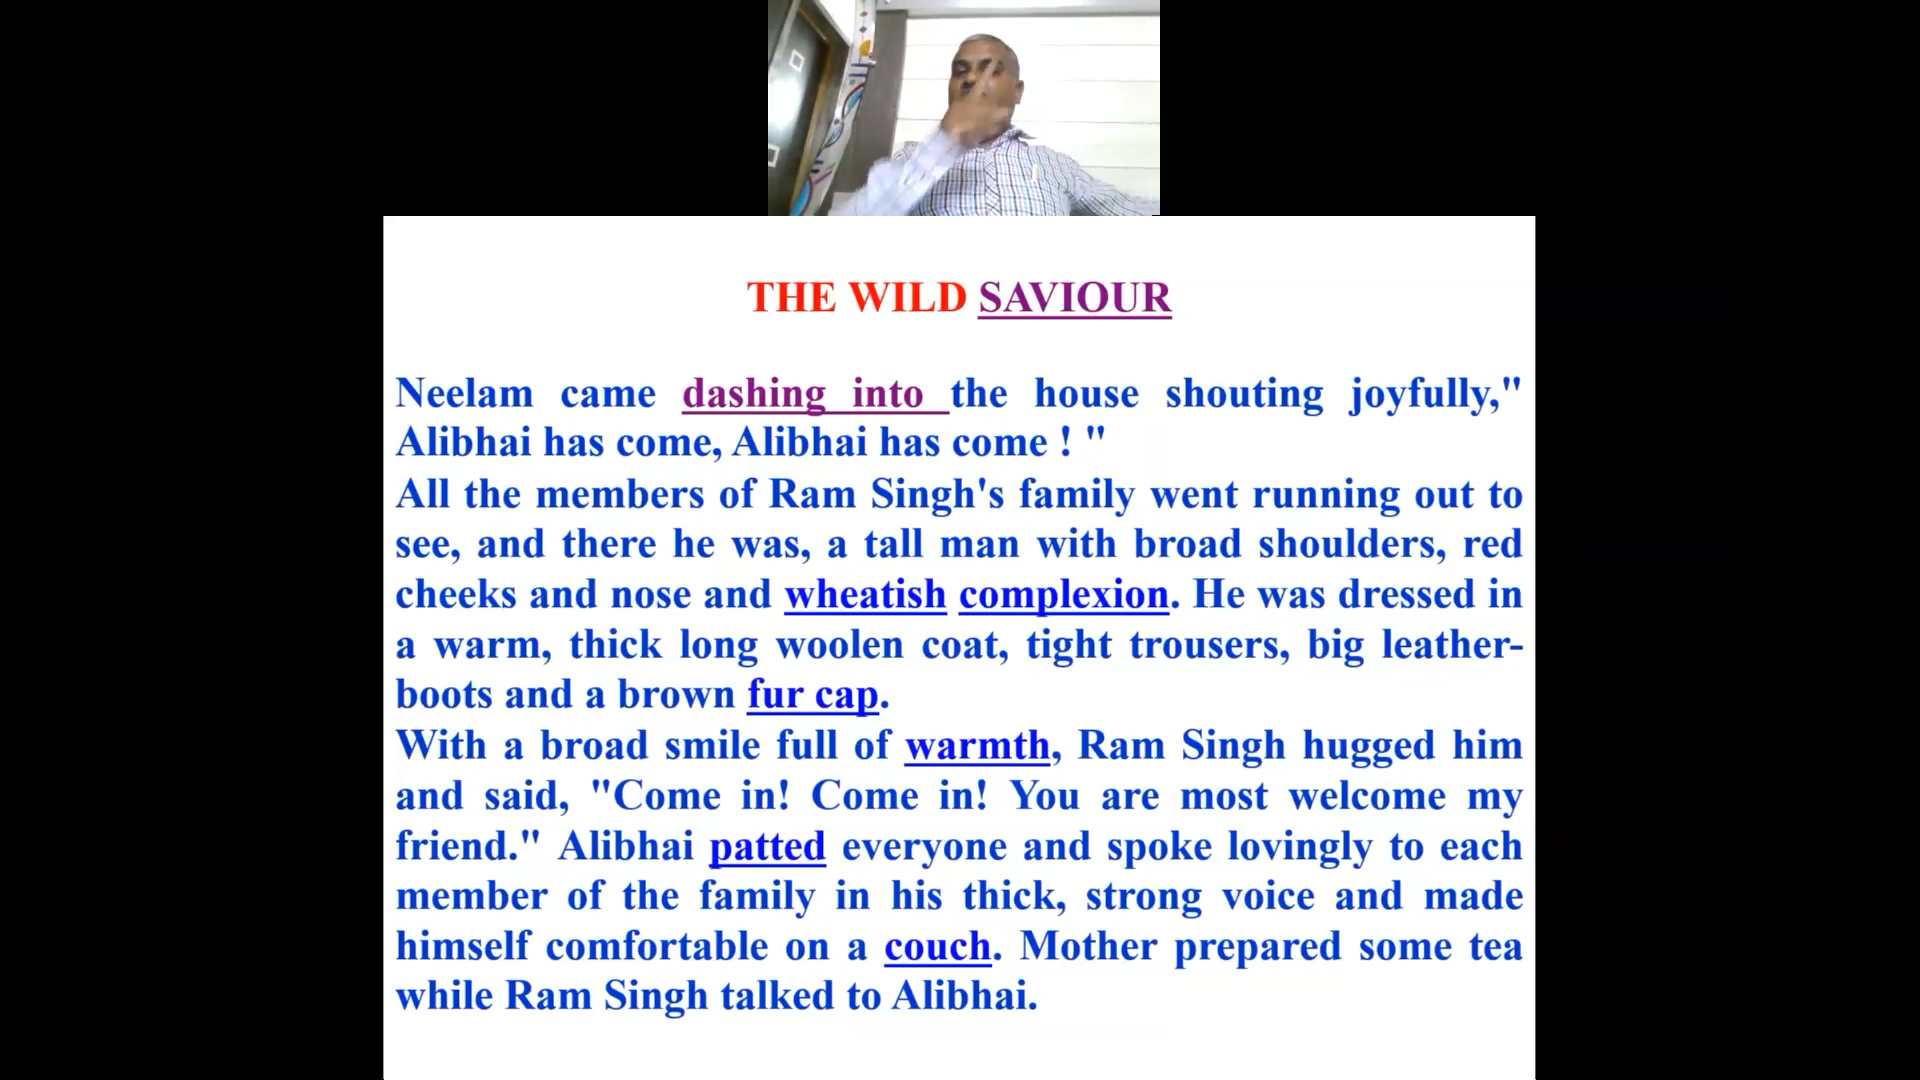 THE WILD SAVIOUR
Neelam came dashing into the house shouting joyfully,"
Alibhai has come, Alibhai has come ! "
All the members of Ram Singh's family went running out to
see, and there he was, a tall man with broad shoulders, red
cheeks and nose and wheatish complexion. He was dressed in
a warm, thick long woolen coat, tight trousers, big leather-
boots and a brown fur cap.
With a broad smile full of warmth, Ram Singh hugged him
and said, "Come in! Come in! You are most welcome my
friend." Alibhai patted everyone and spoke lovingly to each
member of the family in his thick, strong voice and made
himself comfortable on a couch. Mother prepared some tea
while Ram Singh talked to Alibhai.